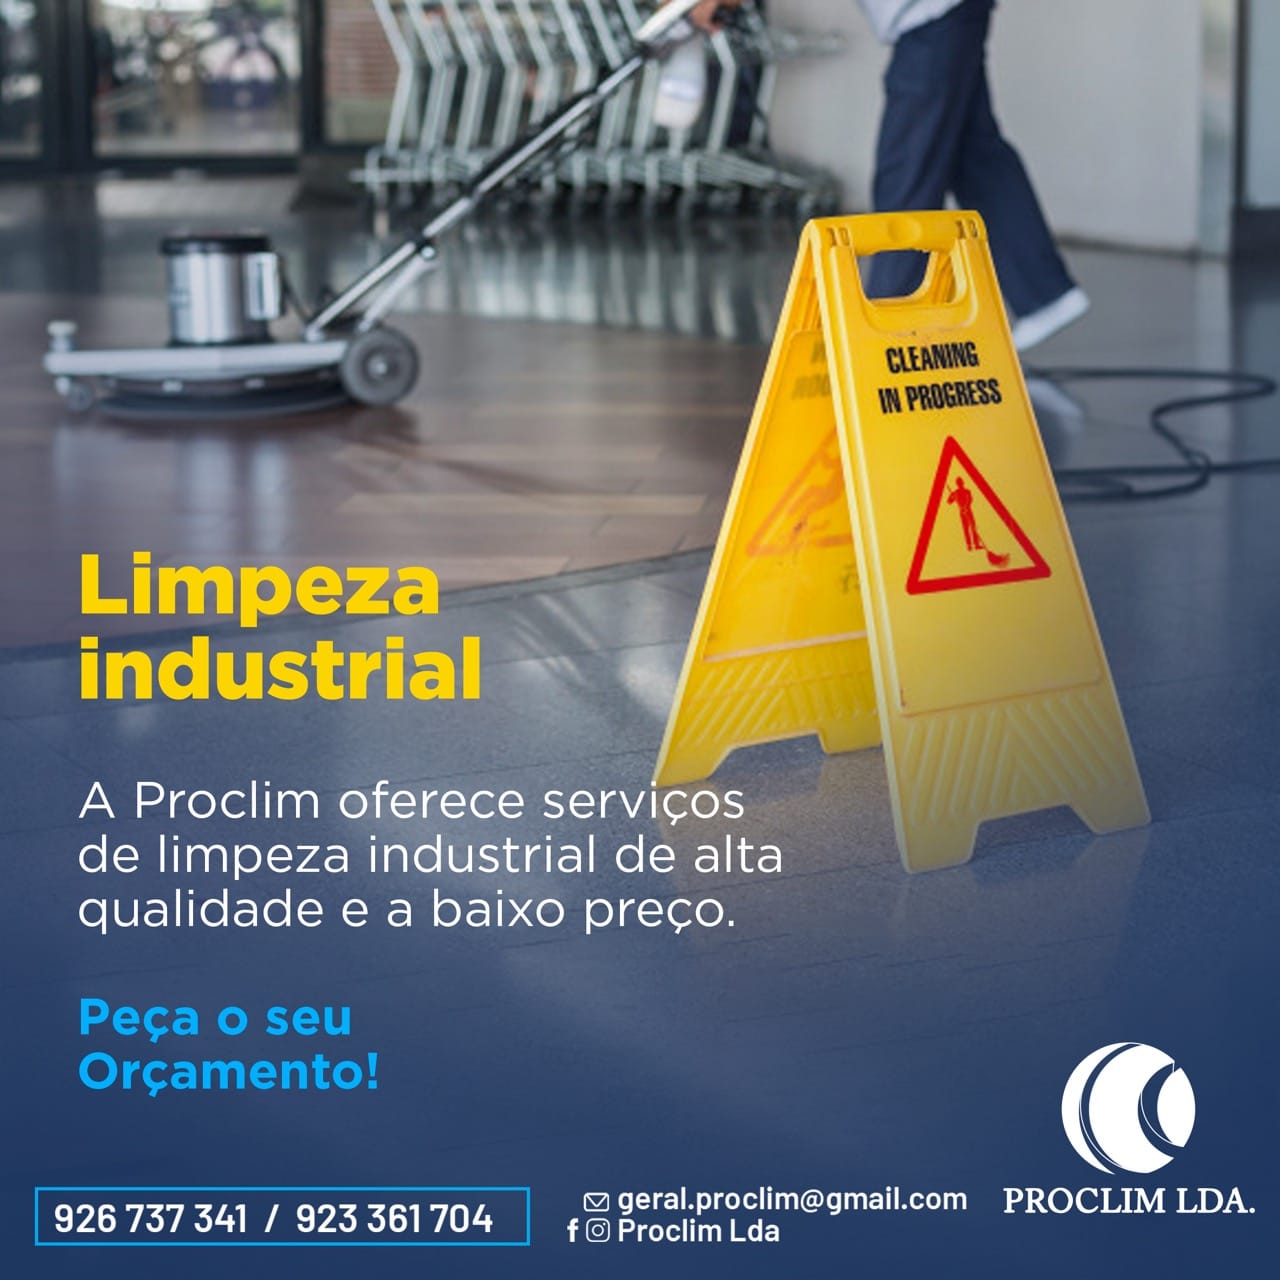 CLEANING
IN PROGRESS
Limpeza
industrial
A Proclim oferece serviços
de limpeza industrial de alta
qualidade e a baixo preço.
Peça o seu
Orçamento!
926 737 341 / 923 361 704
geral.proclim@gmail.com
Proclim Lda
PROCLIM LDA.